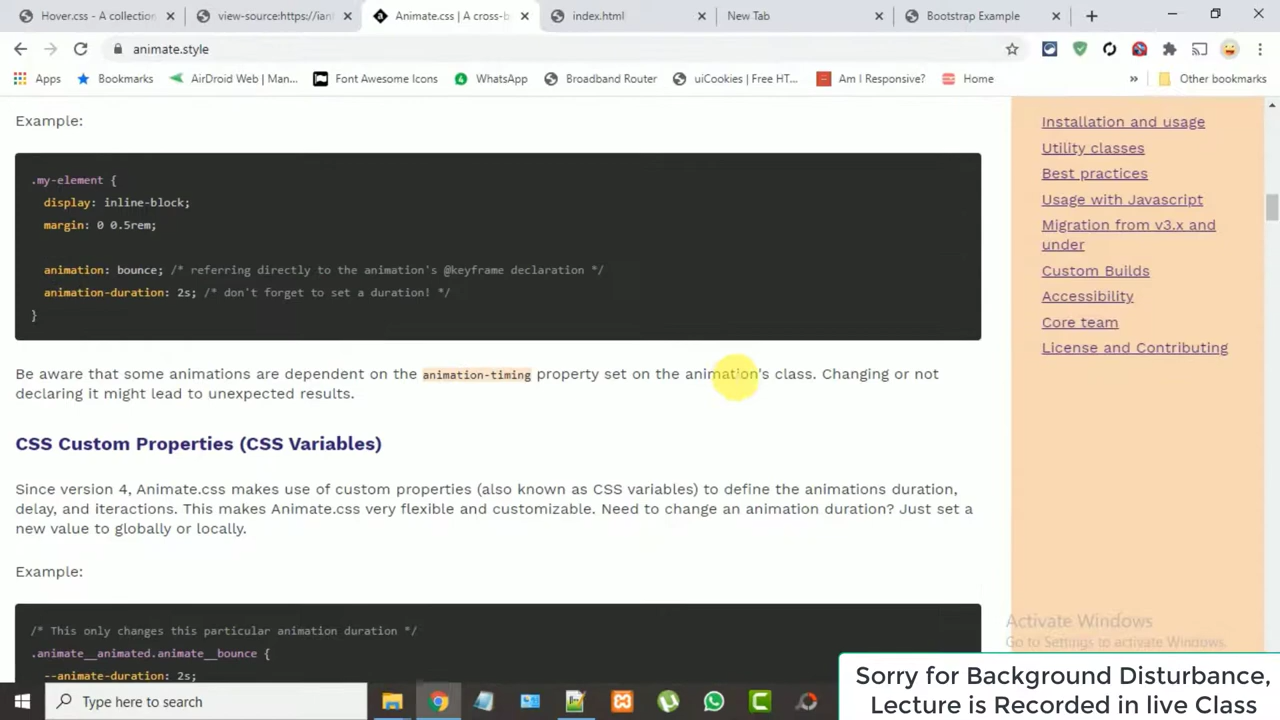 Hover.css - A collection
view-source:https://ianl
Animate.css | A cross-b
index.html
New Tab
Bootstrap Example
animate.style
Apps
Bookmarks
AirDroid Web | Man...
Font Awesome Icons
WhatsApp
Broadband Router
uiCookies | Free HT...
Am I Responsive?
Home
»
Other bookmarks
Example:
.my-element {
display: inline-block;
margin: 0 0.5rem;
animation: bounce; /* referring directly to the animation's @keyframe declaration */
animation-duration: 2s; /* don't forget to set a duration! */
}
Be aware that some animations are dependent on the animation-timing property set on the animation's class. Changing or not
declaring it might lead to unexpected results.
CSS Custom Properties (CSS Variables)
Since version 4, Animate.css makes use of custom properties (also known as CSS variables) to define the animations duration,
delay, and iteractions. This makes Animate.css very flexible and customizable. Need to change an animation duration? Just set a
new value to globally or locally.
Example:
/* This only changes this particular animation duration */
.animate__animated.animate__bounce {
--animate-duration: 2s;
Installation and usage
Utility classes
Best practices
Usage with Javascript
Migration from v3.x and
under
Custom Builds
Accessibility
Core team
License and Contributing
Activate Windows
Go to Settings to activate Windows.
Type here to search
Sorry for Background Disturbance,
Lecture is Recorded in live Class